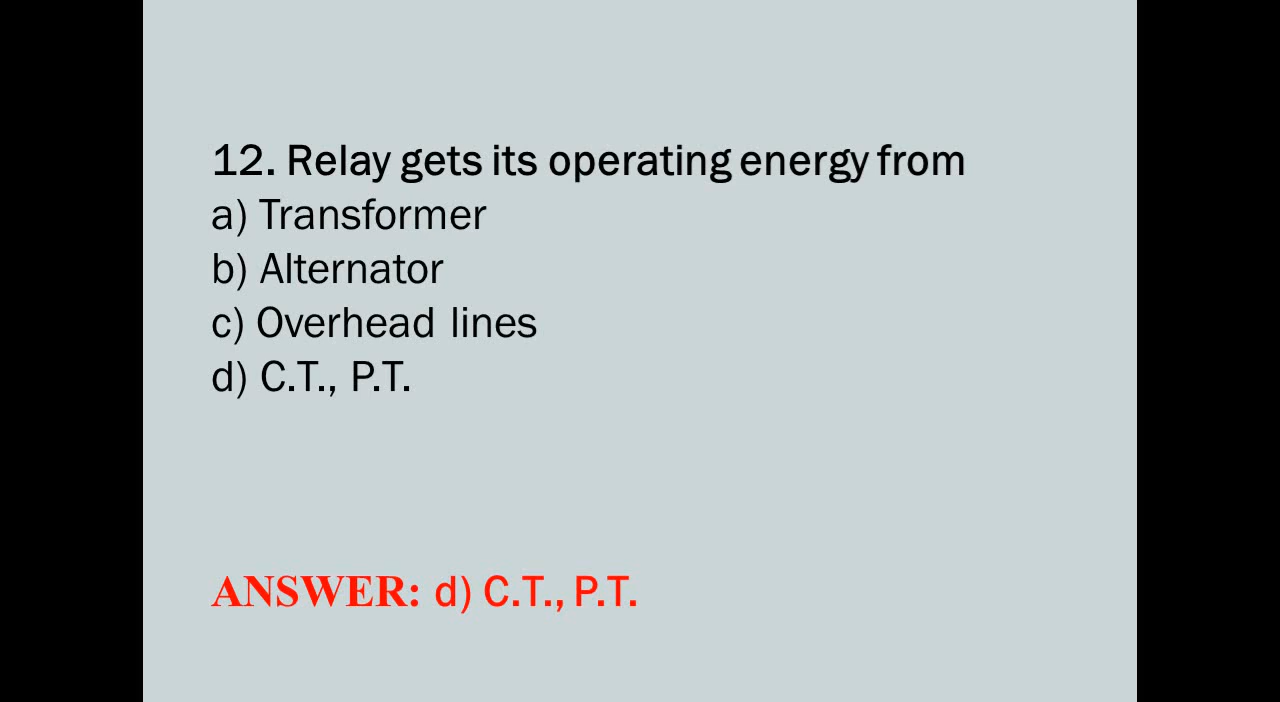 12. Relay gets its operating energy from
a) Transformer
b) Alternator
c) Overhead lines
d) C.T., P.T.
ANSWER: d) C.T., P.T.